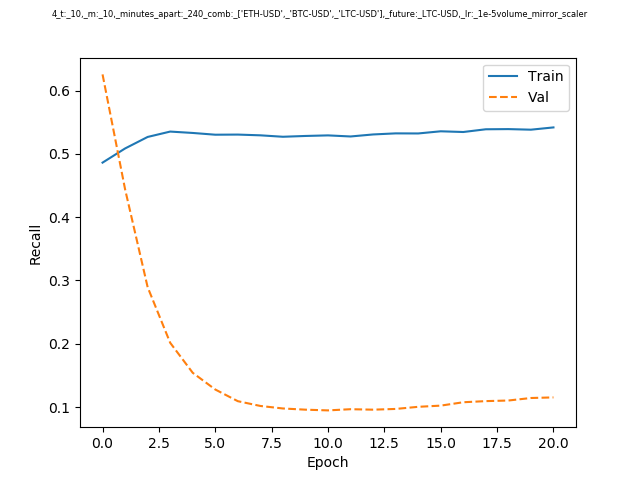 4_t:_10,_m:_10,_minutes_apart:_240_comb:_['ETH-USD',_'BTC-USD',_'LTC-USD'],_future:_LTC-USD,_lr:_1e-5volume_mirror_scaler
Train
Val
0.6
0.5
0.4
0.3
0.2
0.1
Recall
0.0 2.5 5.0 7.5 10.0 12.5 15.0 17.5 20.0
Epoch